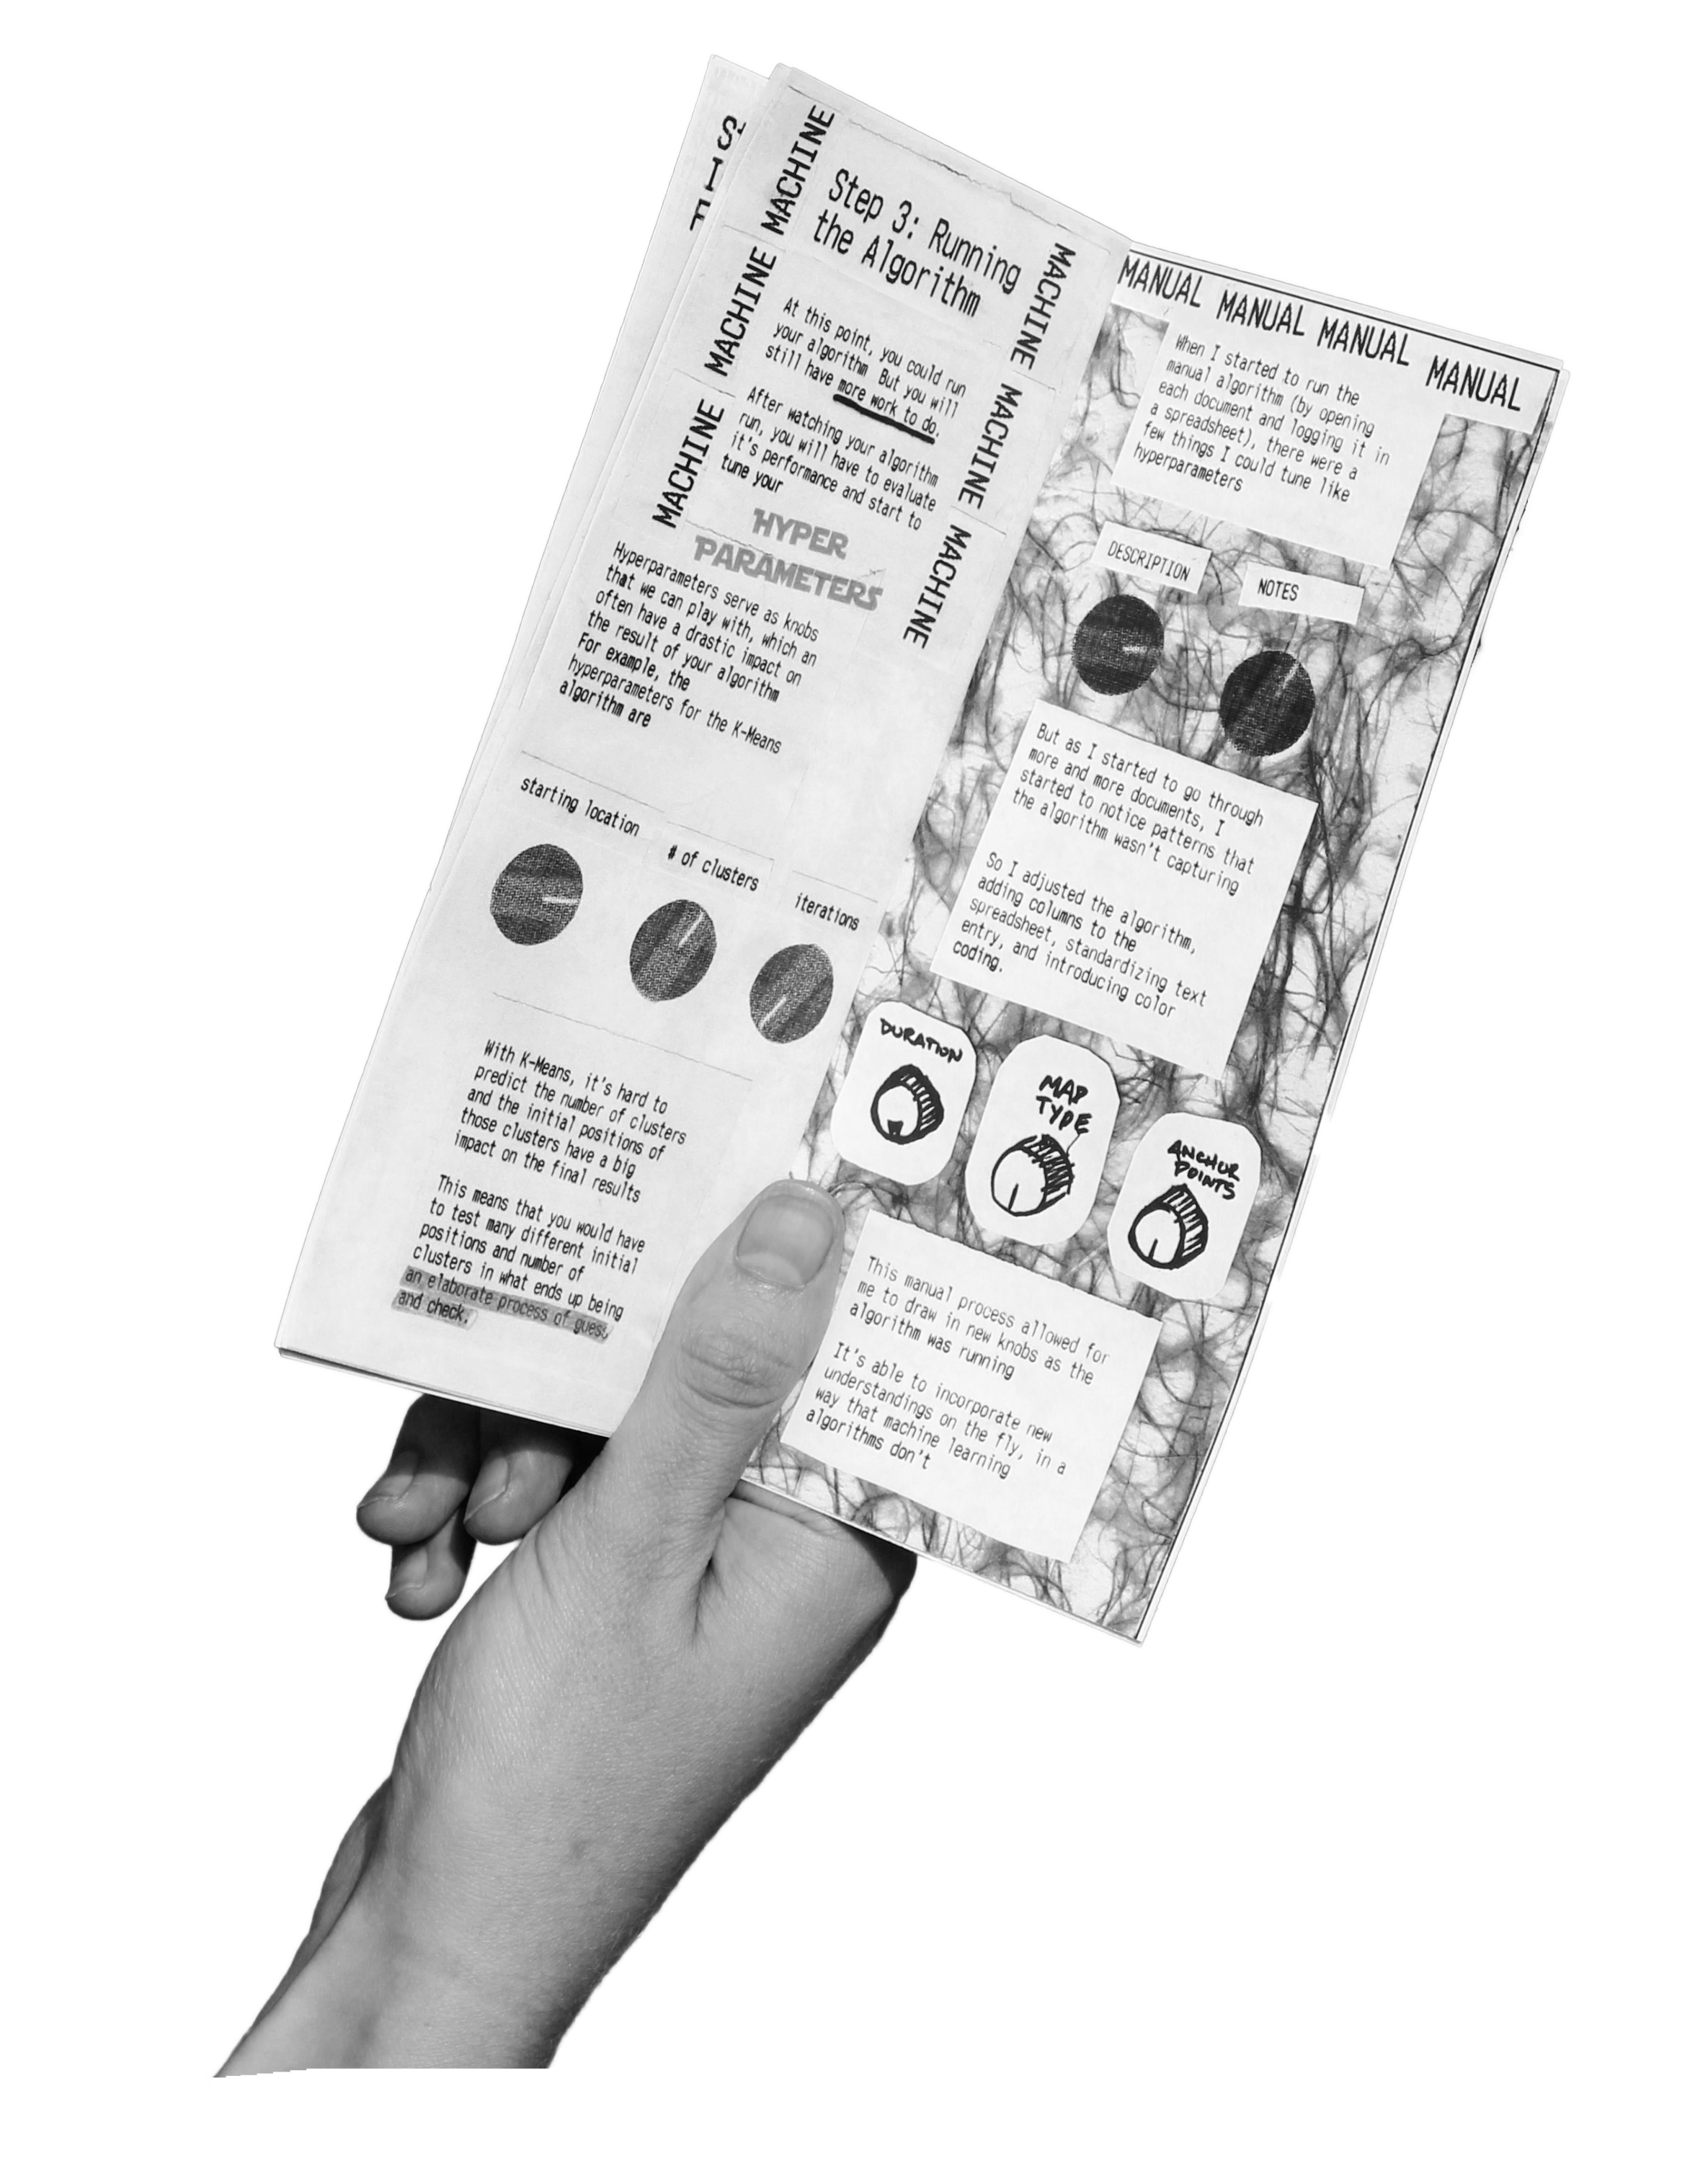 MACHINE
MACHINE
MACHINE
Step 3: Running
the Algorithm
At this point, you could run
your algorithm But you will
still have more work to do.
After watching your algorithm
run, you will have to evaluate
it's performance and start to
tune your
HYPER
PARAMETERS
Hyperparameters serve as knobs
that we can play with, which an
often have a drastic impact on
the result of your algorithm
For example, the
hyperparameters for the K-Means
algorithm are
MACHINE
MACHINE
MACHINE
starting location
# of clusters
iterations
With K-Means, it's hard to
predict the number of clusters
and the initial positions of
those clusters have a big
impact on the final results
This means that you would have
to test many different initial
positions and number of
clusters in what ends up being
an elaborate process of guess
and check.
MANUAL MANUAL MANUAL MANUAL
When I started to run the
manual algorithm (by opening
each document and logging it in
a spreadsheet), there were a
few things I could tune like
hyperparameters
DESCRIPTION
NOTES
But as I started to go through
more and more documents, I
started to notice patterns that
the algorithm wasn't capturing
So I adjusted the algorithm,
adding columns to the
spreadsheet, standardizing text
entry, and introducing color
coding.
DURATION
MAP
TYPE
ANCHOR
POINTS
This manual process allowed for
me to draw in new knobs as the
algorithm was running
It's able to incorporate new
understandings on the fly, in a
way that machine learning
algorithms don't